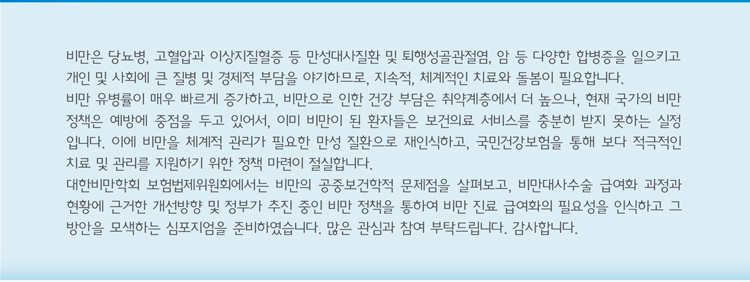 비만은 당뇨병, 고혈압과 이상지질혈증 등 만성대사질환 및 퇴행성골관절염, 암 등 다양한 합병증을 일으키고
개인 및 사회에 큰 질병 및 경제적 부담을 야기하므로, 지속적, 체계적인 치료와 돌봄이 필요합니다.
비만 유병률이 매우 빠르게 증가하고, 비만으로 인한 건강 부담은 취약계층에서 더 높으나, 현재 국가의 비만
정책은 예방에 중점을 두고 있어서, 이미 비만이 된 환자들은 보건의료 서비스를 충분히 받지 못하는 실정
입니다. 이에 비만을 체계적 관리가 필요한 만성 질환으로 재인식하고, 국민건강보험을 통해 보다 적극적인
치료 및 관리를 지원하기 위한 정책 마련이 절실합니다.
대한비만학회 보험법제위원회에서는 비만의 공중보건학적 문제점을 살펴보고, 비만대사수술 급여화 과정과
현황에 근거한 개선방향 및 정부가 추진 중인 비만 정책을 통하여 비만 진료 급여화의 필요성을 인식하고 그
방안을 모색하는 심포지엄을 준비하였습니다. 많은 관심과 참여 부탁드립니다. 감사합니다.